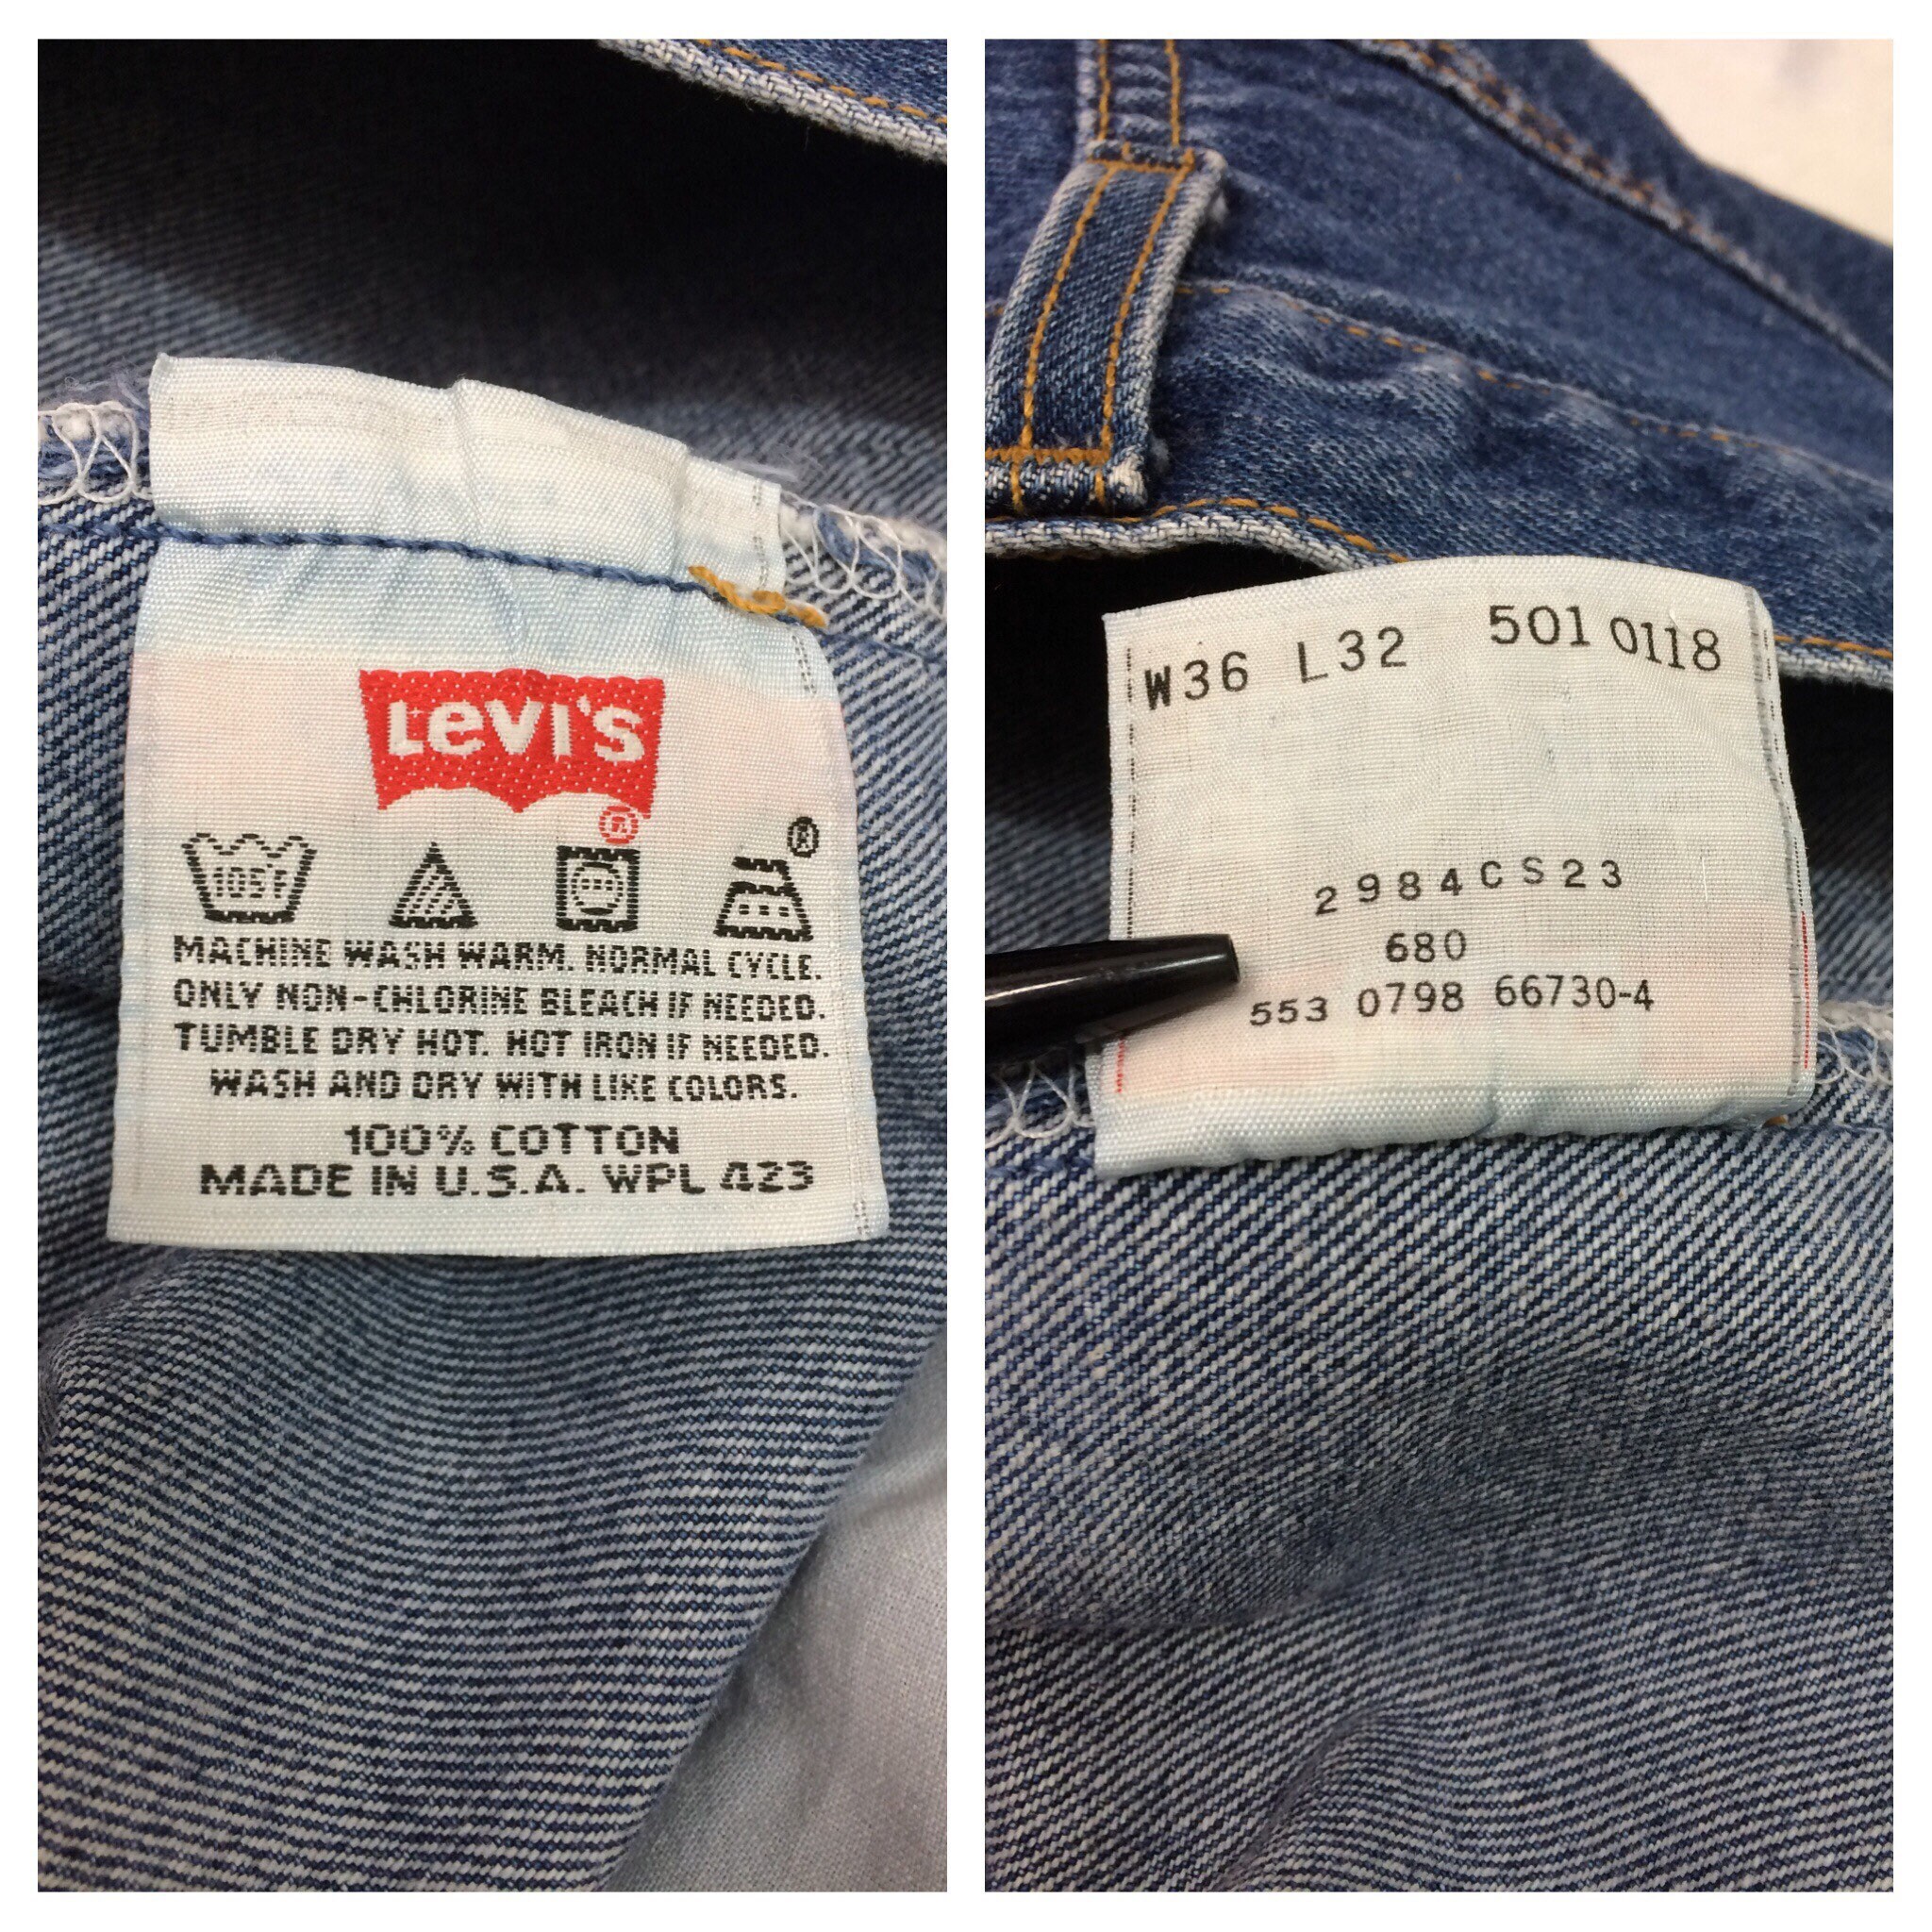 Levi's
®
105°F
®
MACHINE WASH WARM. NORMAL CYCLE.
ONLY NON-CHLORINE BLEACH IF NEEDED.
TUMBLE DRY HOT. HOT IRON IF NEEDED.
WASH AND DRY WITH LIKE COLORS.
100% COTTON
MADE IN U.S.A. WPL 423
W36 L32 501 0118
2984CS23
680
553 0798 66730-4